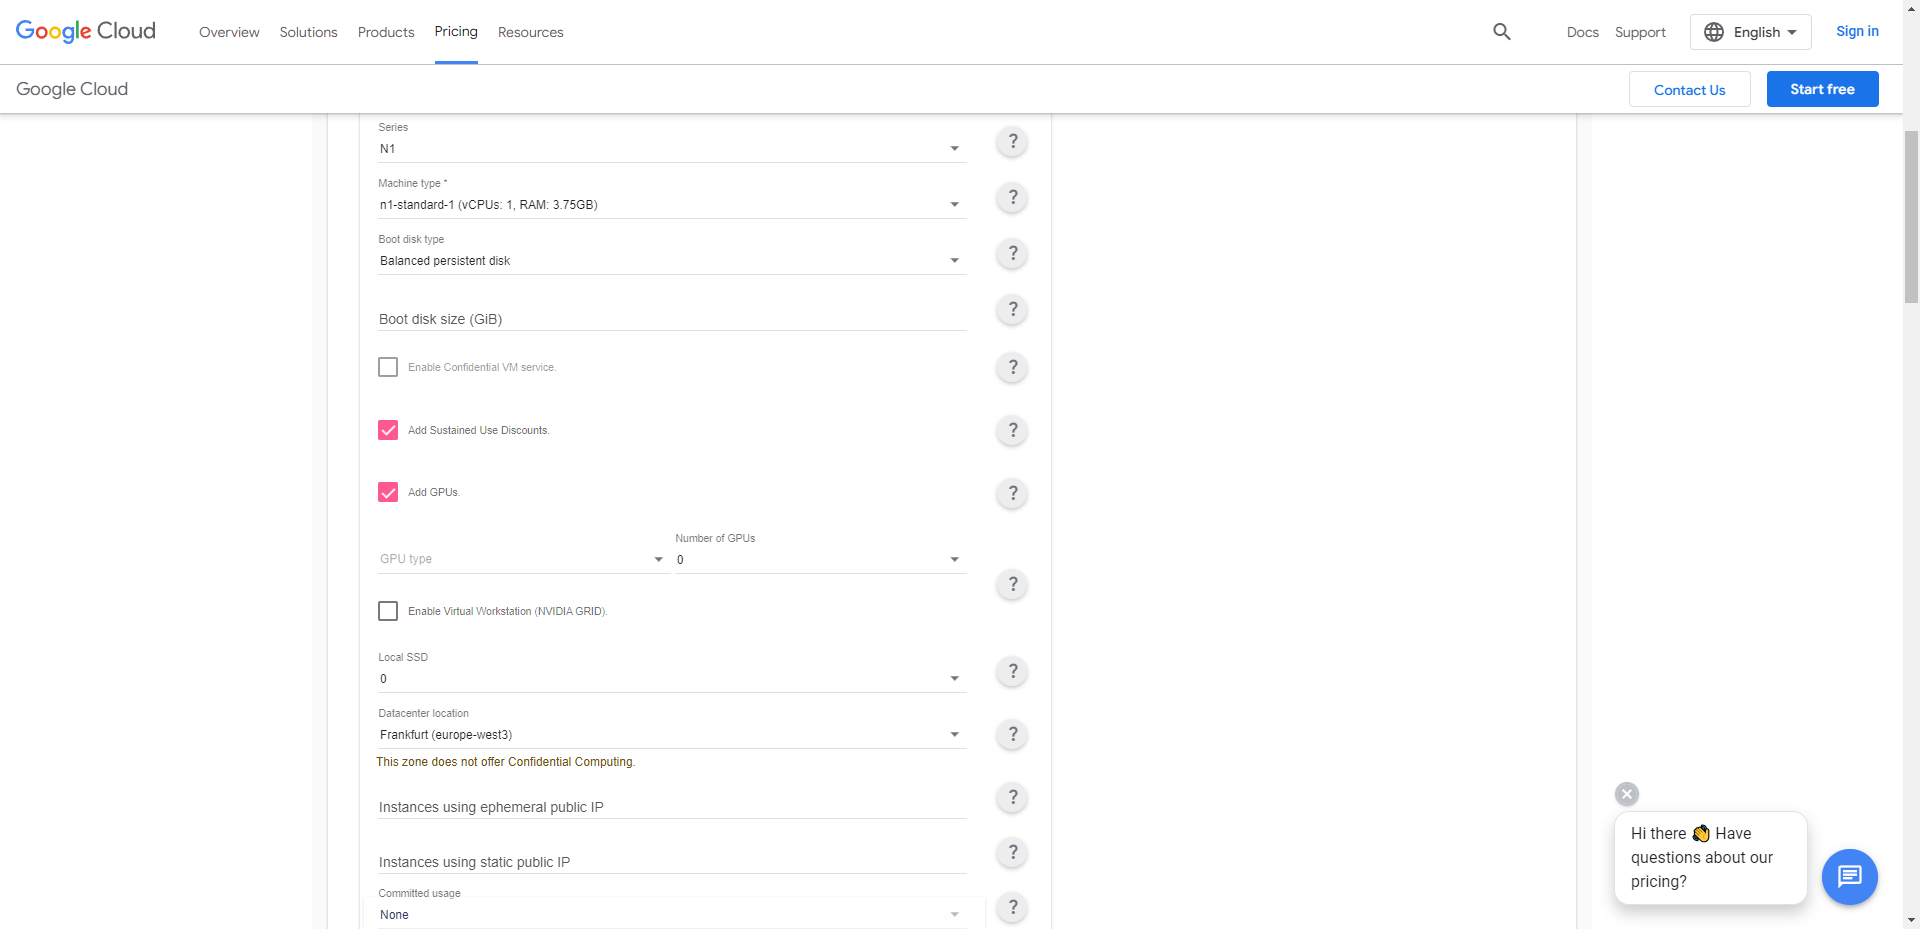 Google Cloud
Overview Solutions Products Pricing Resources Docs Support English Sign in
Google Cloud Contact Us Start free
Series
N1
?
Machine type *
n1-standard-1 (vCPUs: 1, RAM: 3.75GB)
?
Boot disk type
Balanced persistent disk
?
Boot disk size (GiB)
?
Enable Confidential VM service.
?
Add Sustained Use Discounts.
?
Add GPUs.
?
GPU type
Number of GPUs
0
?
Enable Virtual Workstation (NVIDIA GRID).
Local SSD
0
?
Datacenter location
Frankfurt (europe-west3)
?
This zone does not offer Confidential Computing.
Instances using ephemeral public IP
?
Instances using static public IP
?
Committed usage
None
?
Hi there 👋 Have
questions about our
pricing?